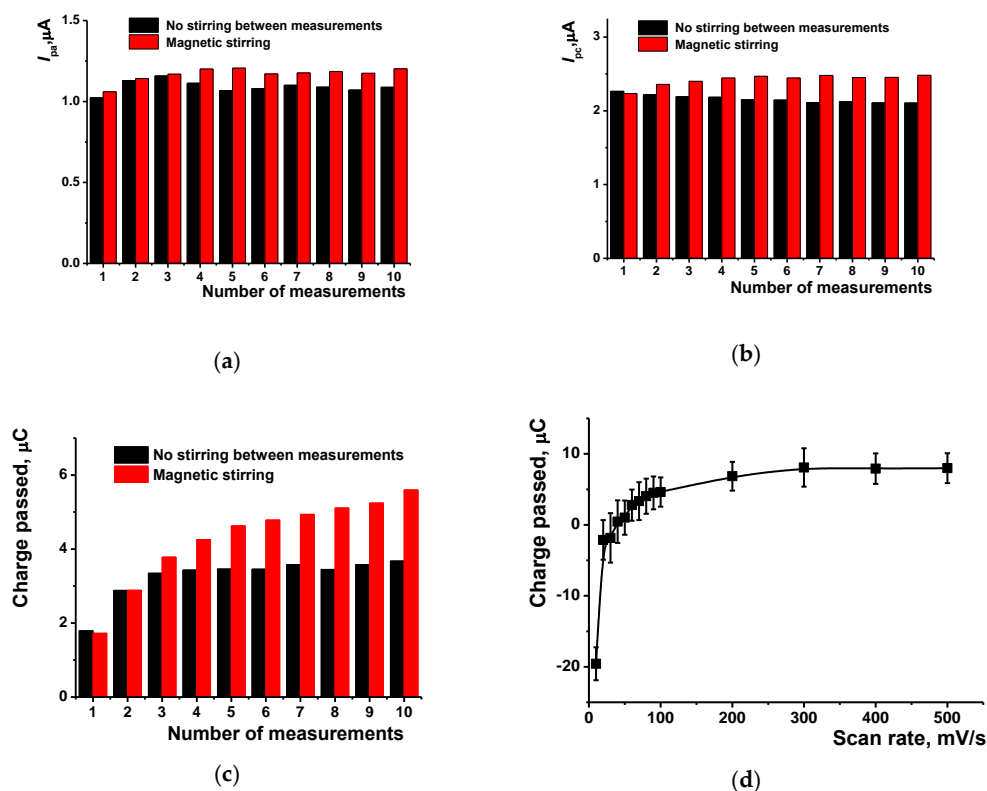 I_pa, μA
1.5
1.0
0.5
0.0
No stirring between measurements
Magnetic stirring
1 2 3 4 5 6 7 8 9 10
Number of measurements
(a)
I_pc, μA
3
2
1
0
No stirring between measurements
Magnetic stirring
1 2 3 4 5 6 7 8 9 10
Number of measurements
(b)
Charge passed, μC
6
4
2
0
No stirring between measurements
Magnetic stirring
1 2 3 4 5 6 7 8 9 10
Number of measurements
(c)
Charge passed, μC
10
0
-10
-20
0 100 200 300 400 500
Scan rate, mV/s
(d)